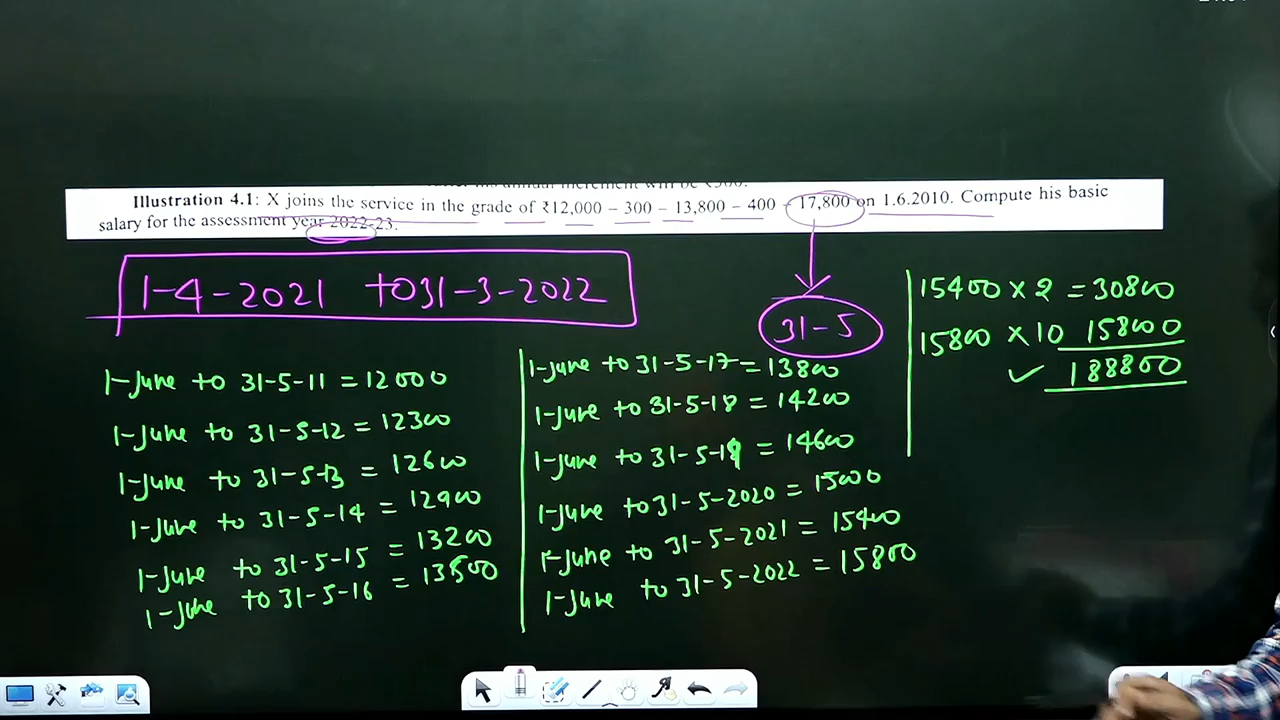 Illustration 4.1: X joins the service in the grade of ₹12,000 – 300 – 13,800 – 400 – 17,800 on 1.6.2010. Compute his basic
salary for the assessment year 2022-23.
1-4-2021 to 31-3-2022
31-5
1-June to 31-5-11 = 12000
1-June to 31-5-12 = 12300
1-June to 31-5-13 = 12600
1-June to 31-5-14 = 12900
1-June to 31-5-15 = 13200
1-June to 31-5-16 = 13500
1-June to 31-5-17 = 13800
1-June to 31-5-18 = 14200
1-June to 31-5-19 = 14600
1-June to 31-5-2020 = 15000
1-June to 31-5-2021 = 15400
1-June to 31-5-2022 = 15800
15400 × 2 = 30800
15800 × 10 158000
✓ 188800